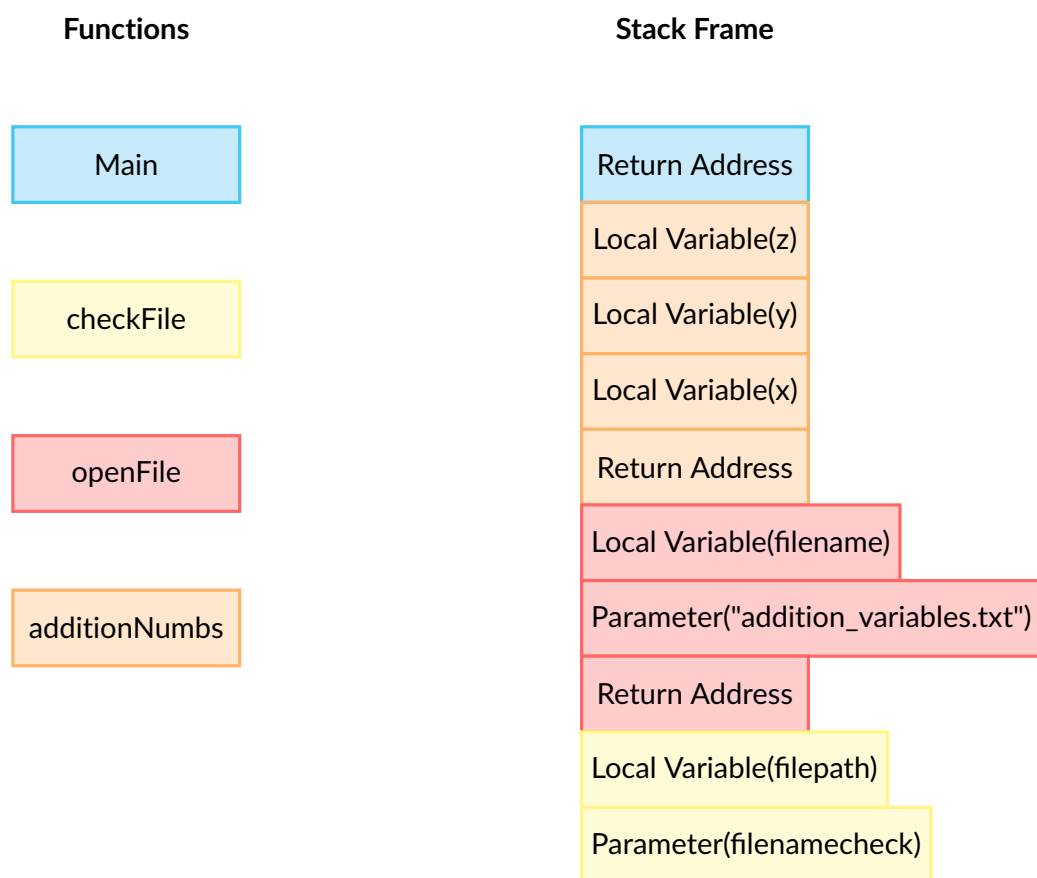 Functions
Stack Frame
Main
checkFile
openFile
additionNumbs
Return Address
Local Variable(z)
Local Variable(y)
Local Variable(x)
Return Address
Local Variable(filename)
Parameter("addition_variables.txt")
Return Address
Local Variable(filepath)
Parameter(filenamecheck)